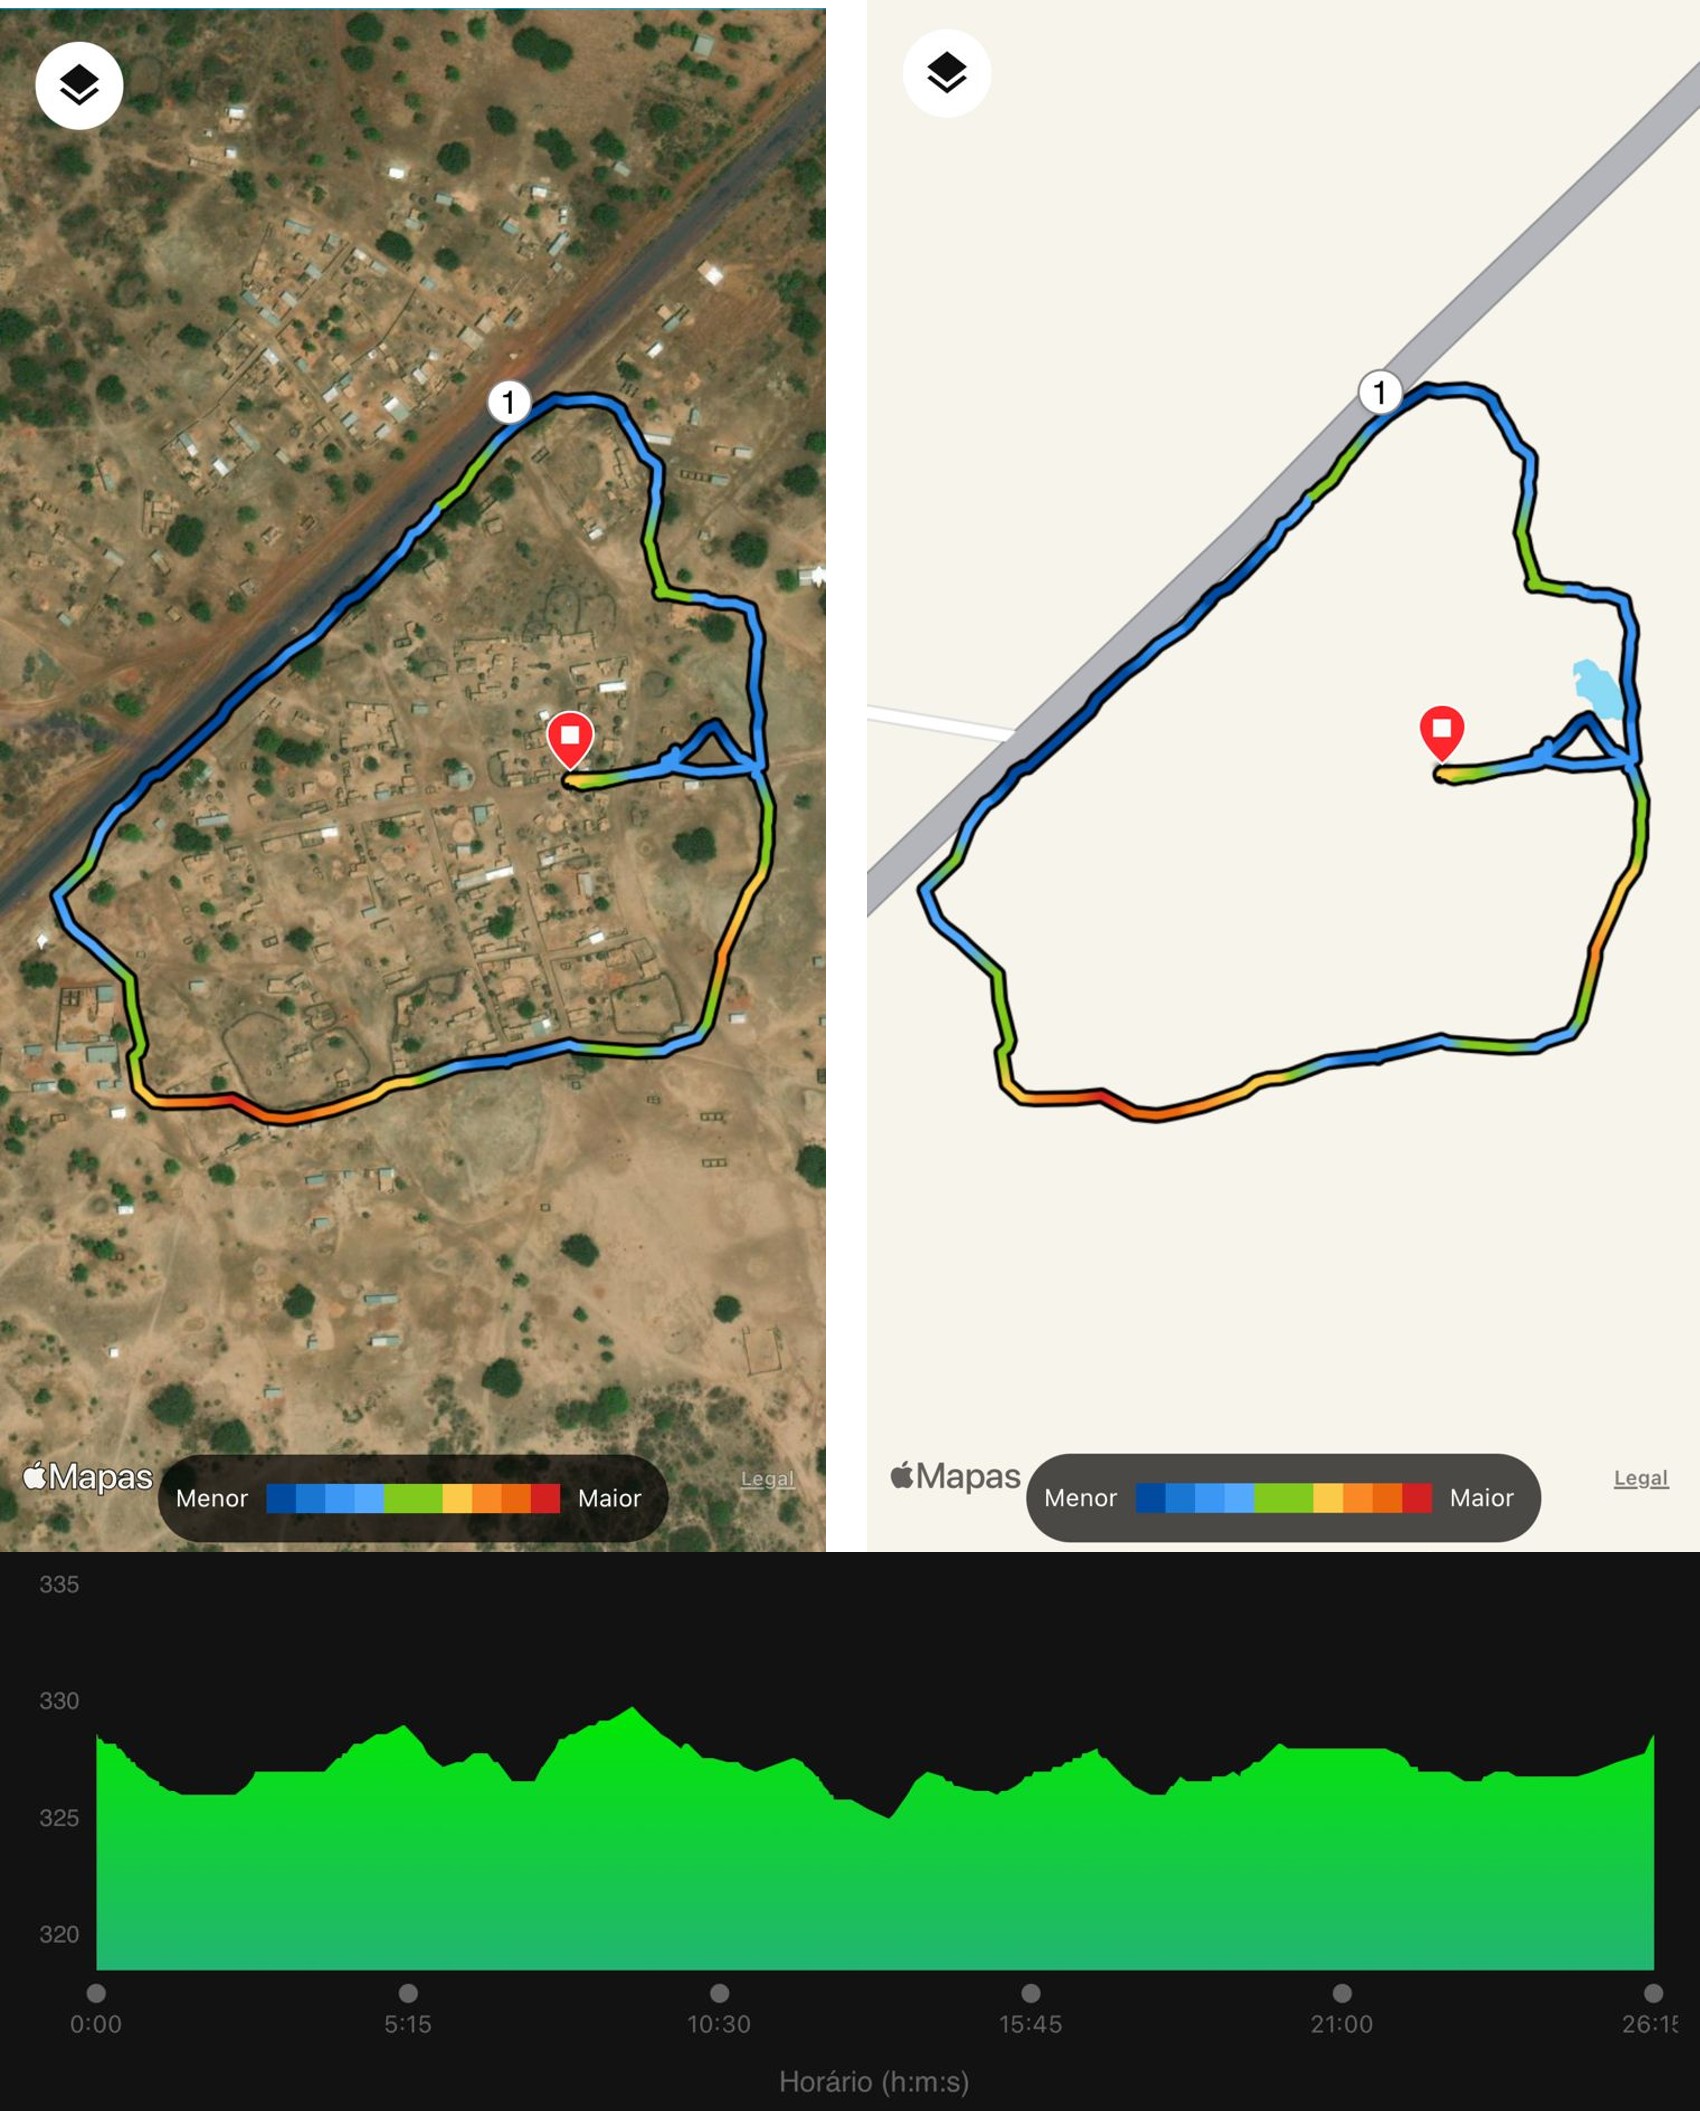 1
1
Mapas
Menor
Maior
Legal
Mapas
Menor
Maior
Legal
335
330
325
320
0:00
5:15
10:30
15:45
21:00
Horário (h:m:s)